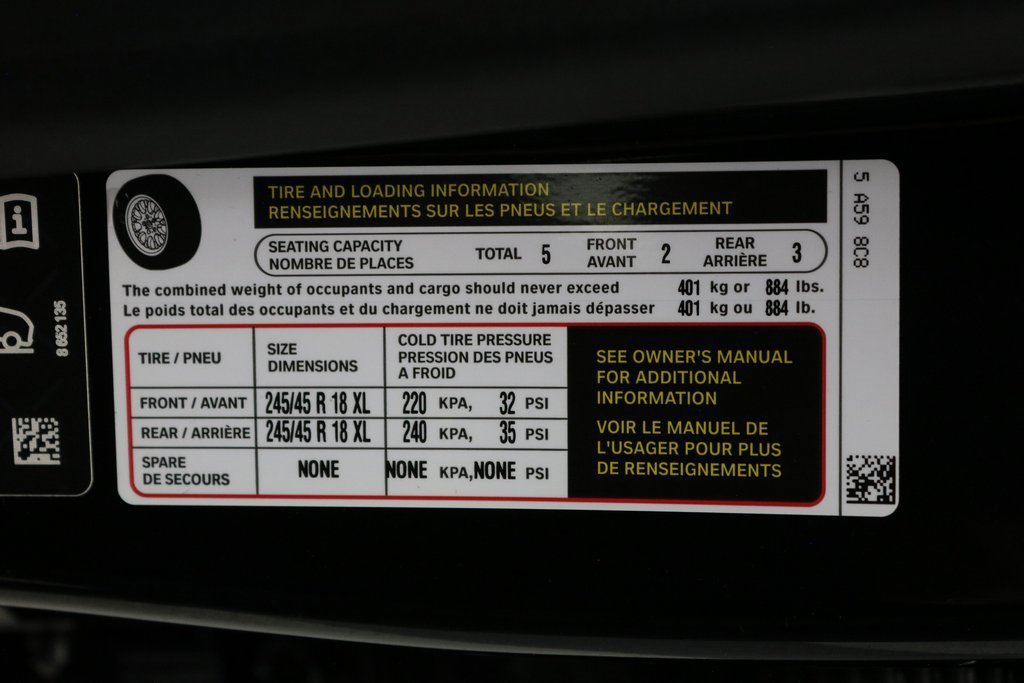 TIRE AND LOADING INFORMATION
RENSEIGNEMENTS SUR LES PNEUS ET LE CHARGEMENT
SEATING CAPACITY
NOMBRE DE PLACES
TOTAL 5
FRONT
AVANT 2
REAR
ARRIÈRE 3
The combined weight of occupants and cargo should never exceed 401 kg or 884 lbs.
Le poids total des occupants et du chargement ne doit jamais dépasser 401 kg ou 884 lb.
TIRE / PNEU
SIZE
DIMENSIONS
COLD TIRE PRESSURE
PRESSION DES PNEUS
A FROID
FRONT / AVANT 245/45 R 18 XL 220 KPA, 32 PSI
REAR / ARRIÈRE 245/45 R 18 XL 240 KPA, 35 PSI
SPARE
DE SECOURS
NONE NONE KPA,NONE PSI
SEE OWNER'S MANUAL
FOR ADDITIONAL
INFORMATION
VOIR LE MANUEL DE
L'USAGER POUR PLUS
DE RENSEIGNEMENTS
5 A59 8C8
8 652 135